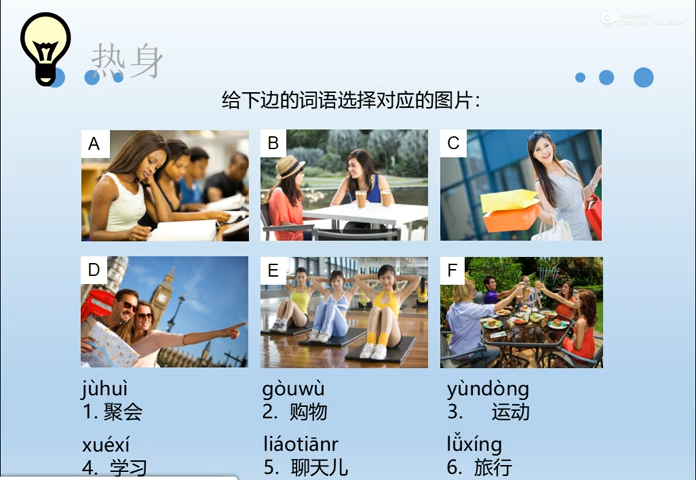 热身
给下边的词语选择对应的图片:
A
B
C
D
E
F
jùhuì
gòuwù
yùndòng
1. 聚会
2. 购物
3. 运动
xuéxí
liáotiānr
lǚxíng
4. 学习
5. 聊天儿
6. 旅行